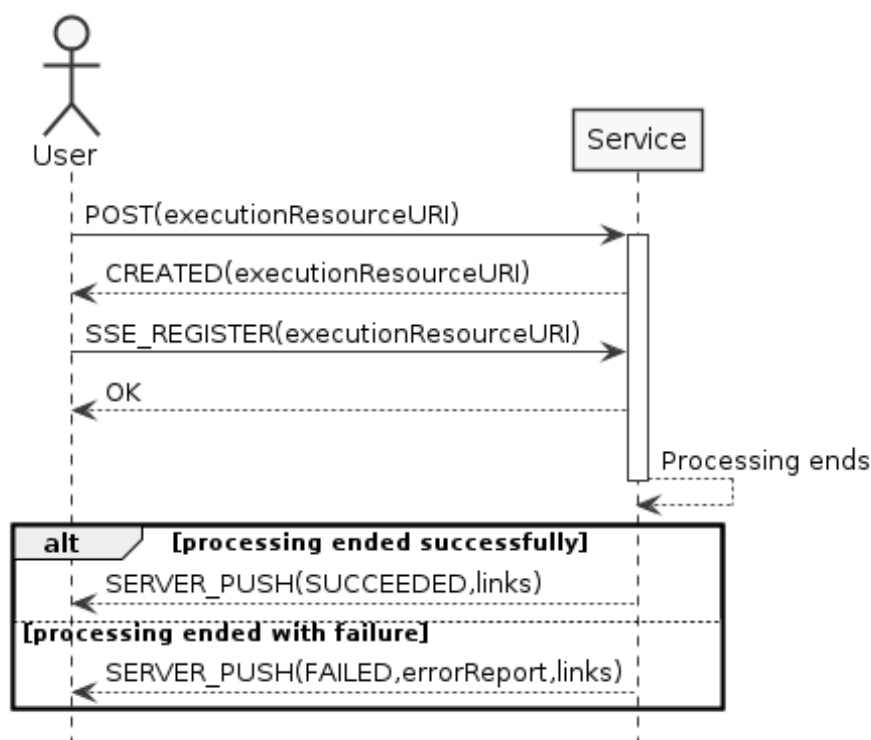 User
Service
POST(executionResourceURI)
CREATED(executionResourceURI)
SSE_REGISTER(executionResourceURI)
OK
Processing ends
alt [processing ended successfully]
SERVER_PUSH(SUCCEEDED,links)
[processing ended with failure]
SERVER_PUSH(FAILED,errorReport,links)